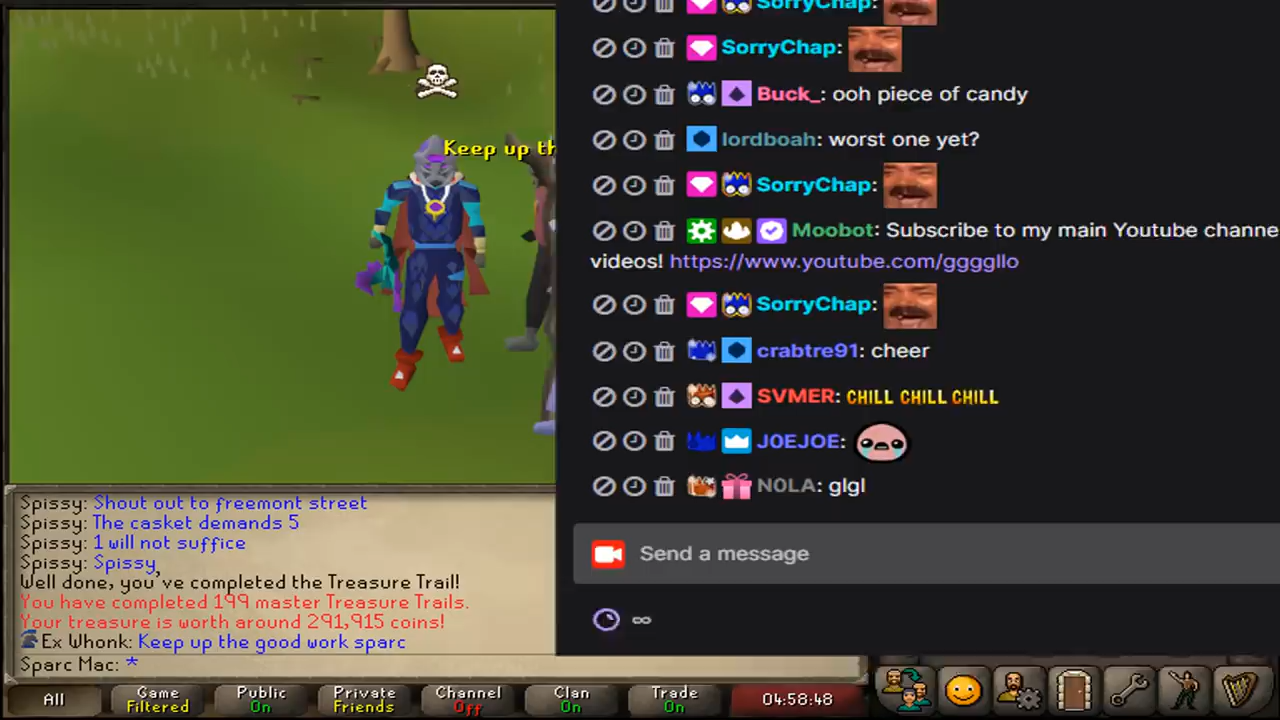 SorryChap:
SorryChap:
Keep up th
Buck_: ooh piece of candy
lordboah: worst one yet?
SorryChap:
Moobot: Subscribe to my main Youtube channe
videos! https://www.youtube.com/ggggllo
SorryChap:
crabtre91: cheer
SVMER: CHILL CHILL CHILL
J0EJOE:
N0LA: glgl
Send a message
∞
Spissy: Shout out to freemont street
Spissy: The casket demands 5
Spissy: 1 will not suffice
Spissy: Spissy
Well done, you've completed the Treasure Trail!
You have completed 199 master Treasure Trails.
Your treasure is worth around 291,915 coins!
Ex Whonk: Keep up the good work sparc
Sparc Mac: *
All
Game
Filtered
Public
On
Private
Friends
Channel
Off
Clan
On
Trade
On
04:58:48